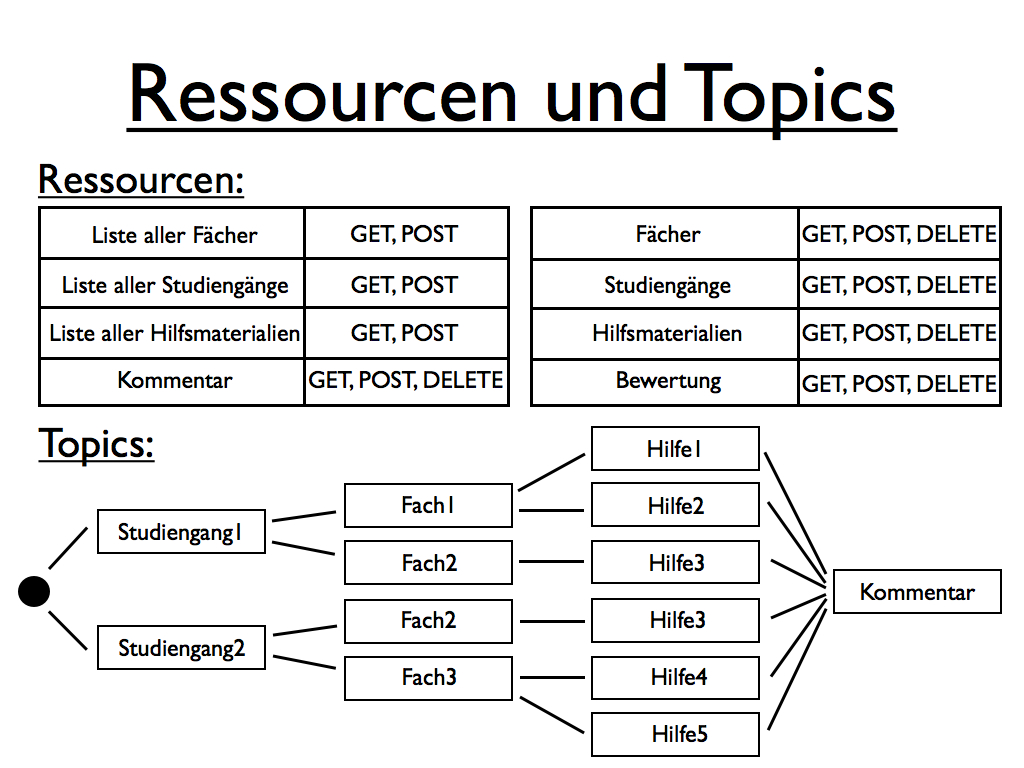 Ressourcen und Topics
Ressourcen:
Liste aller Fächer GET, POST
Liste aller Studiengänge GET, POST
Liste aller Hilfsmaterialien GET, POST
Kommentar GET, POST, DELETE
Fächer GET, POST, DELETE
Studiengänge GET, POST, DELETE
Hilfsmaterialien GET, POST, DELETE
Bewertung GET, POST, DELETE
Topics:
Studiengang1
Studiengang2
Fach1
Fach2
Fach2
Fach3
Hilfe1
Hilfe2
Hilfe3
Hilfe3
Hilfe4
Hilfe5
Kommentar